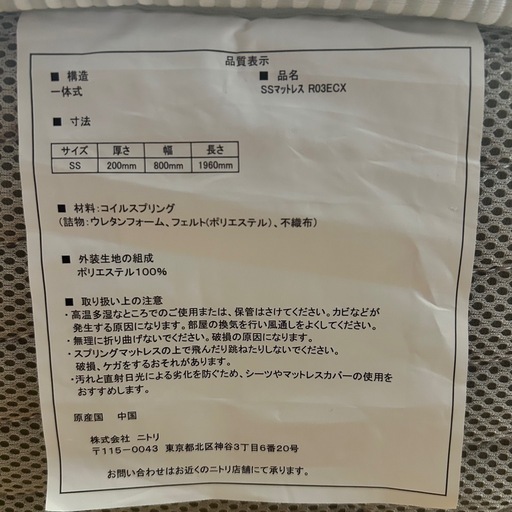 品質表示
■ 構造
一体式
■ 品名
SSマットレス R03ECX
■ 寸法
サイズ 厚さ 幅 長さ
SS 200mm 800mm 1960mm
■ 材料:コイルスプリング
(詰物:ウレタンフォーム、フェルト(ポリエステル)、不織布)
■ 外装生地の組成
ポリエステル100%
■ 取り扱い上の注意
・高温多湿なところでのご使用または、保管はさけてください。カビなどが
発生する原因になります。部屋の換気を行い風通しをよくしてください。
・無理に折り曲げないでください。破損の原因になります。
・スプリングマットレスの上で飛んだり跳ねたりしないでください。
破損、ケガをするおそれがあります。
・汚れと直射日光による劣化を防ぐため、シーツやマットレスカバーの使用を
おすすめします。
原産国 中国
株式会社 ニトリ
〒115-0043 東京都北区神谷3丁目6番20号
お問い合わせはお近くのニトリ店舗にて承ります。